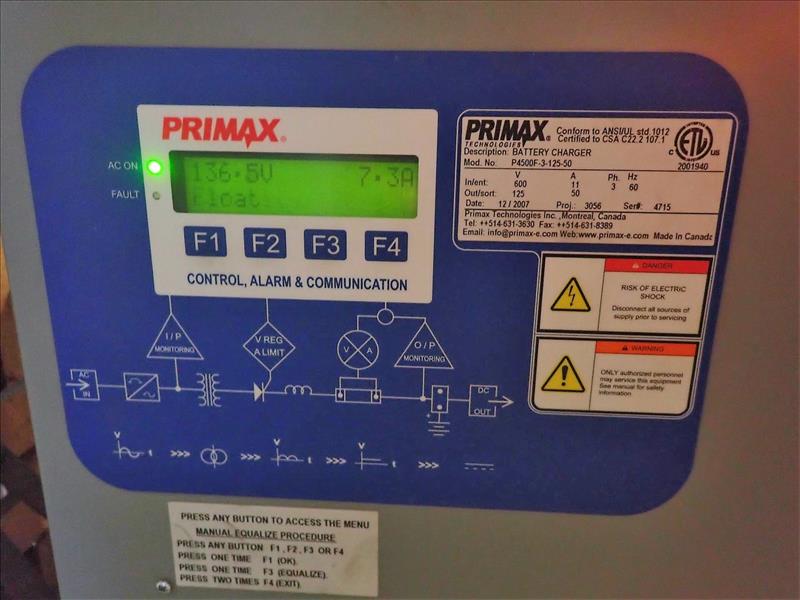 PRIMAX®
AC ON
FAULT
136.5V 7.3A
Float
F1 F2 F3 F4
CONTROL, ALARM & COMMUNICATION
PRIMAX®
TECHNOLOGIES
Conform to ANSI/UL std.1012
Certified to CSA C22.2 107.1
ETL
C US
2001940
Description: BATTERY CHARGER
Mod. No: P4500F-3-125-50
V A Ph. Hz
In/ent: 600 11 3 60
Out/sort: 125 50
Date: 12 / 2007 Proj.: 3056 Ser#: 4715
Primax Technologies Inc. ,Montreal, Canada
Tel: ++514-631-3630 Fax: ++514-631-8389
Email: info@primax-e.com Web:www.primax-e.com Made In Canada
DANGER
RISK OF ELECTRIC
SHOCK
Disconnect all sources of
supply prior to servicing
WARNING
ONLY authorized personnel
may service this equipment
See manual for safety
information
I / P
MONITORING
V REG
A LIMIT
V A
O / P
MONITORING
AC
IN
DC
OUT
+
V t >>> >>> V t >>> V t >>>
PRESS ANY BUTTON TO ACCESS THE MENU
MANUAL EQUALIZE PROCEDURE
PRESS ANY BUTTON F1 , F2 , F3 OR F4
PRESS ONE TIME F1 (OK).
PRESS ONE TIME F3 (EQUALIZE).
PRESS TWO TIMES F4 (EXIT).